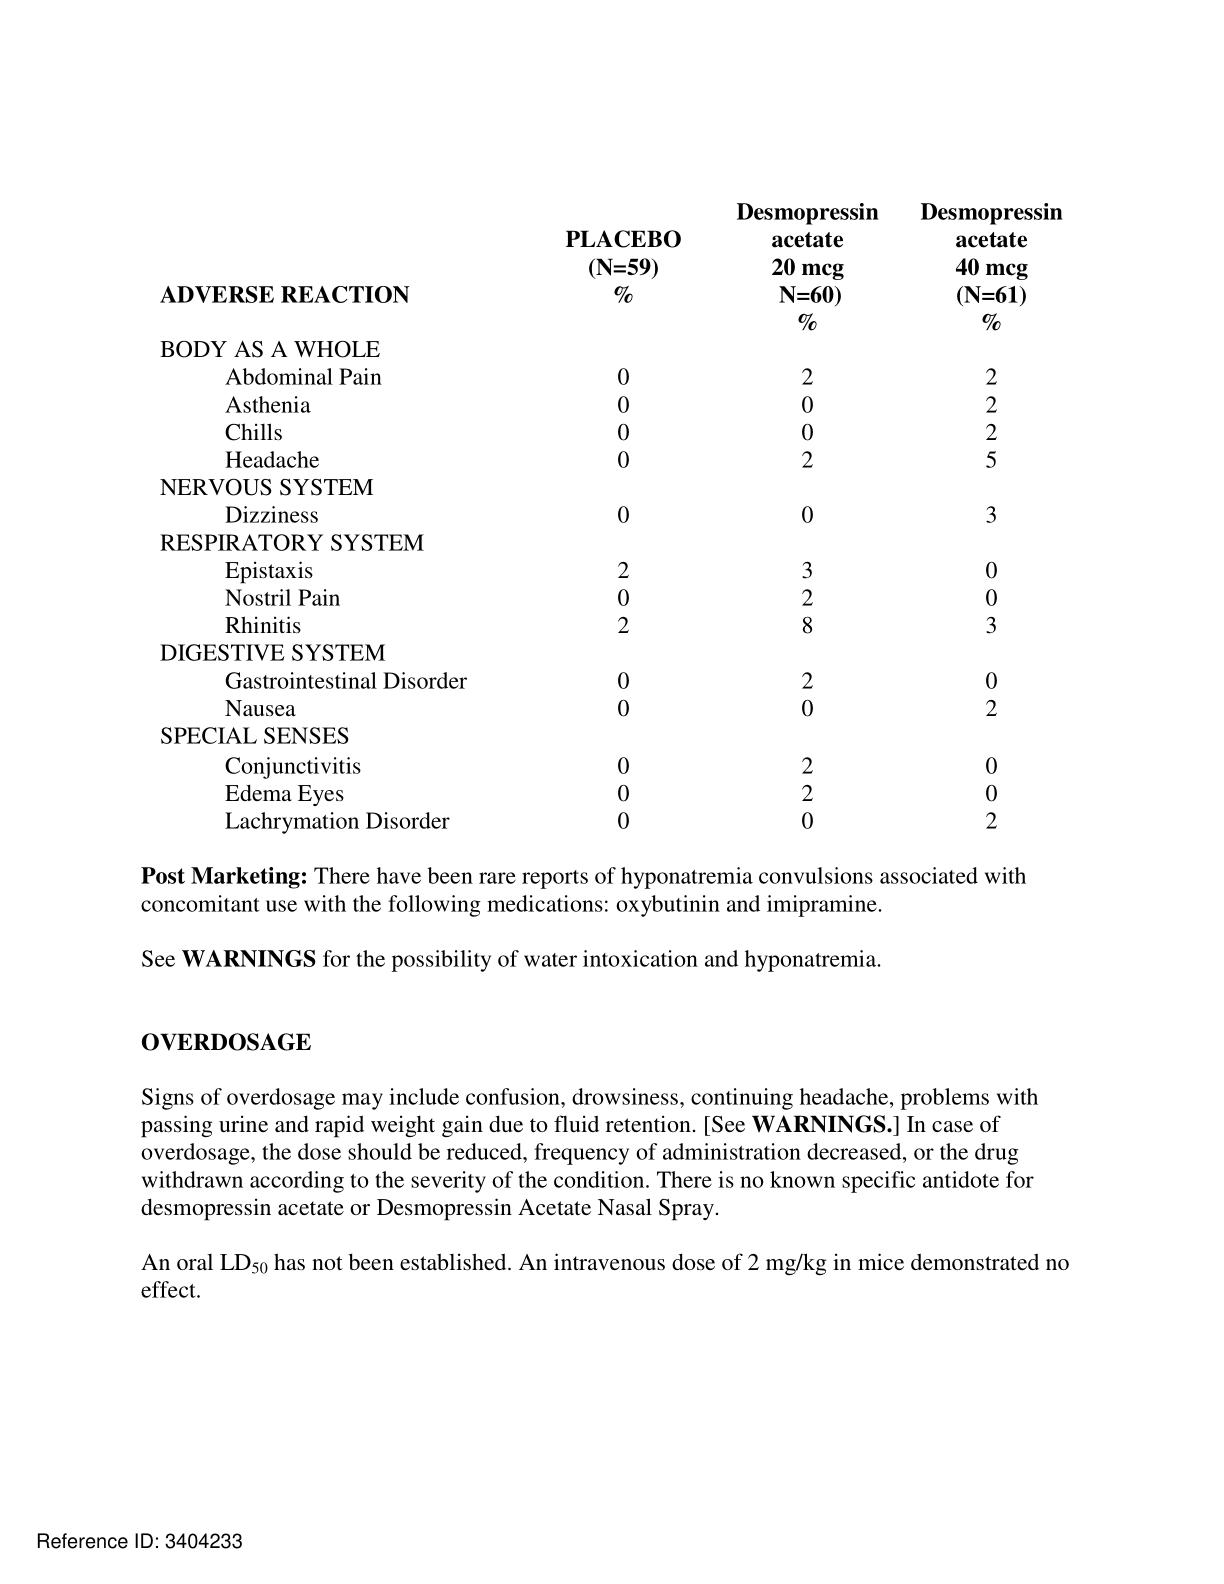 Desmopressin Desmopressin
PLACEBO acetate acetate
(N=59) 20 mcg 40 mcg
ADVERSE REACTION % N=60) (N=61)
% %
BODY AS A WHOLE
Abdominal Pain 0 2 2
Asthenia 0 0 2
Chills 0 0 2
Headache 0 2 5
NERVOUS SYSTEM
Dizziness 0 0 3
RESPIRATORY SYSTEM
Epistaxis 2 3 0
Nostril Pain 0 2 0
Rhinitis 2 8 3
DIGESTIVE SYSTEM
Gastrointestinal Disorder 0 2 0
Nausea 0 0 2
SPECIAL SENSES
Conjunctivitis 0 2 0
Edema Eyes 0 2 0
Lachrymation Disorder 0 0 2
Post Marketing: There have been rare reports of hyponatremia convulsions associated with
concomitant use with the following medications: oxybutinin and imipramine.
See WARNINGS for the possibility of water intoxication and hyponatremia.
OVERDOSAGE
Signs of overdosage may include confusion, drowsiness, continuing headache, problems with
passing urine and rapid weight gain due to fluid retention. [See WARNINGS.] In case of
overdosage, the dose should be reduced, frequency of administration decreased, or the drug
withdrawn according to the severity of the condition. There is no known specific antidote for
desmopressin acetate or Desmopressin Acetate Nasal Spray.
An oral LD50 has not been established. An intravenous dose of 2 mg/kg in mice demonstrated no
effect.
Reference ID: 3404233